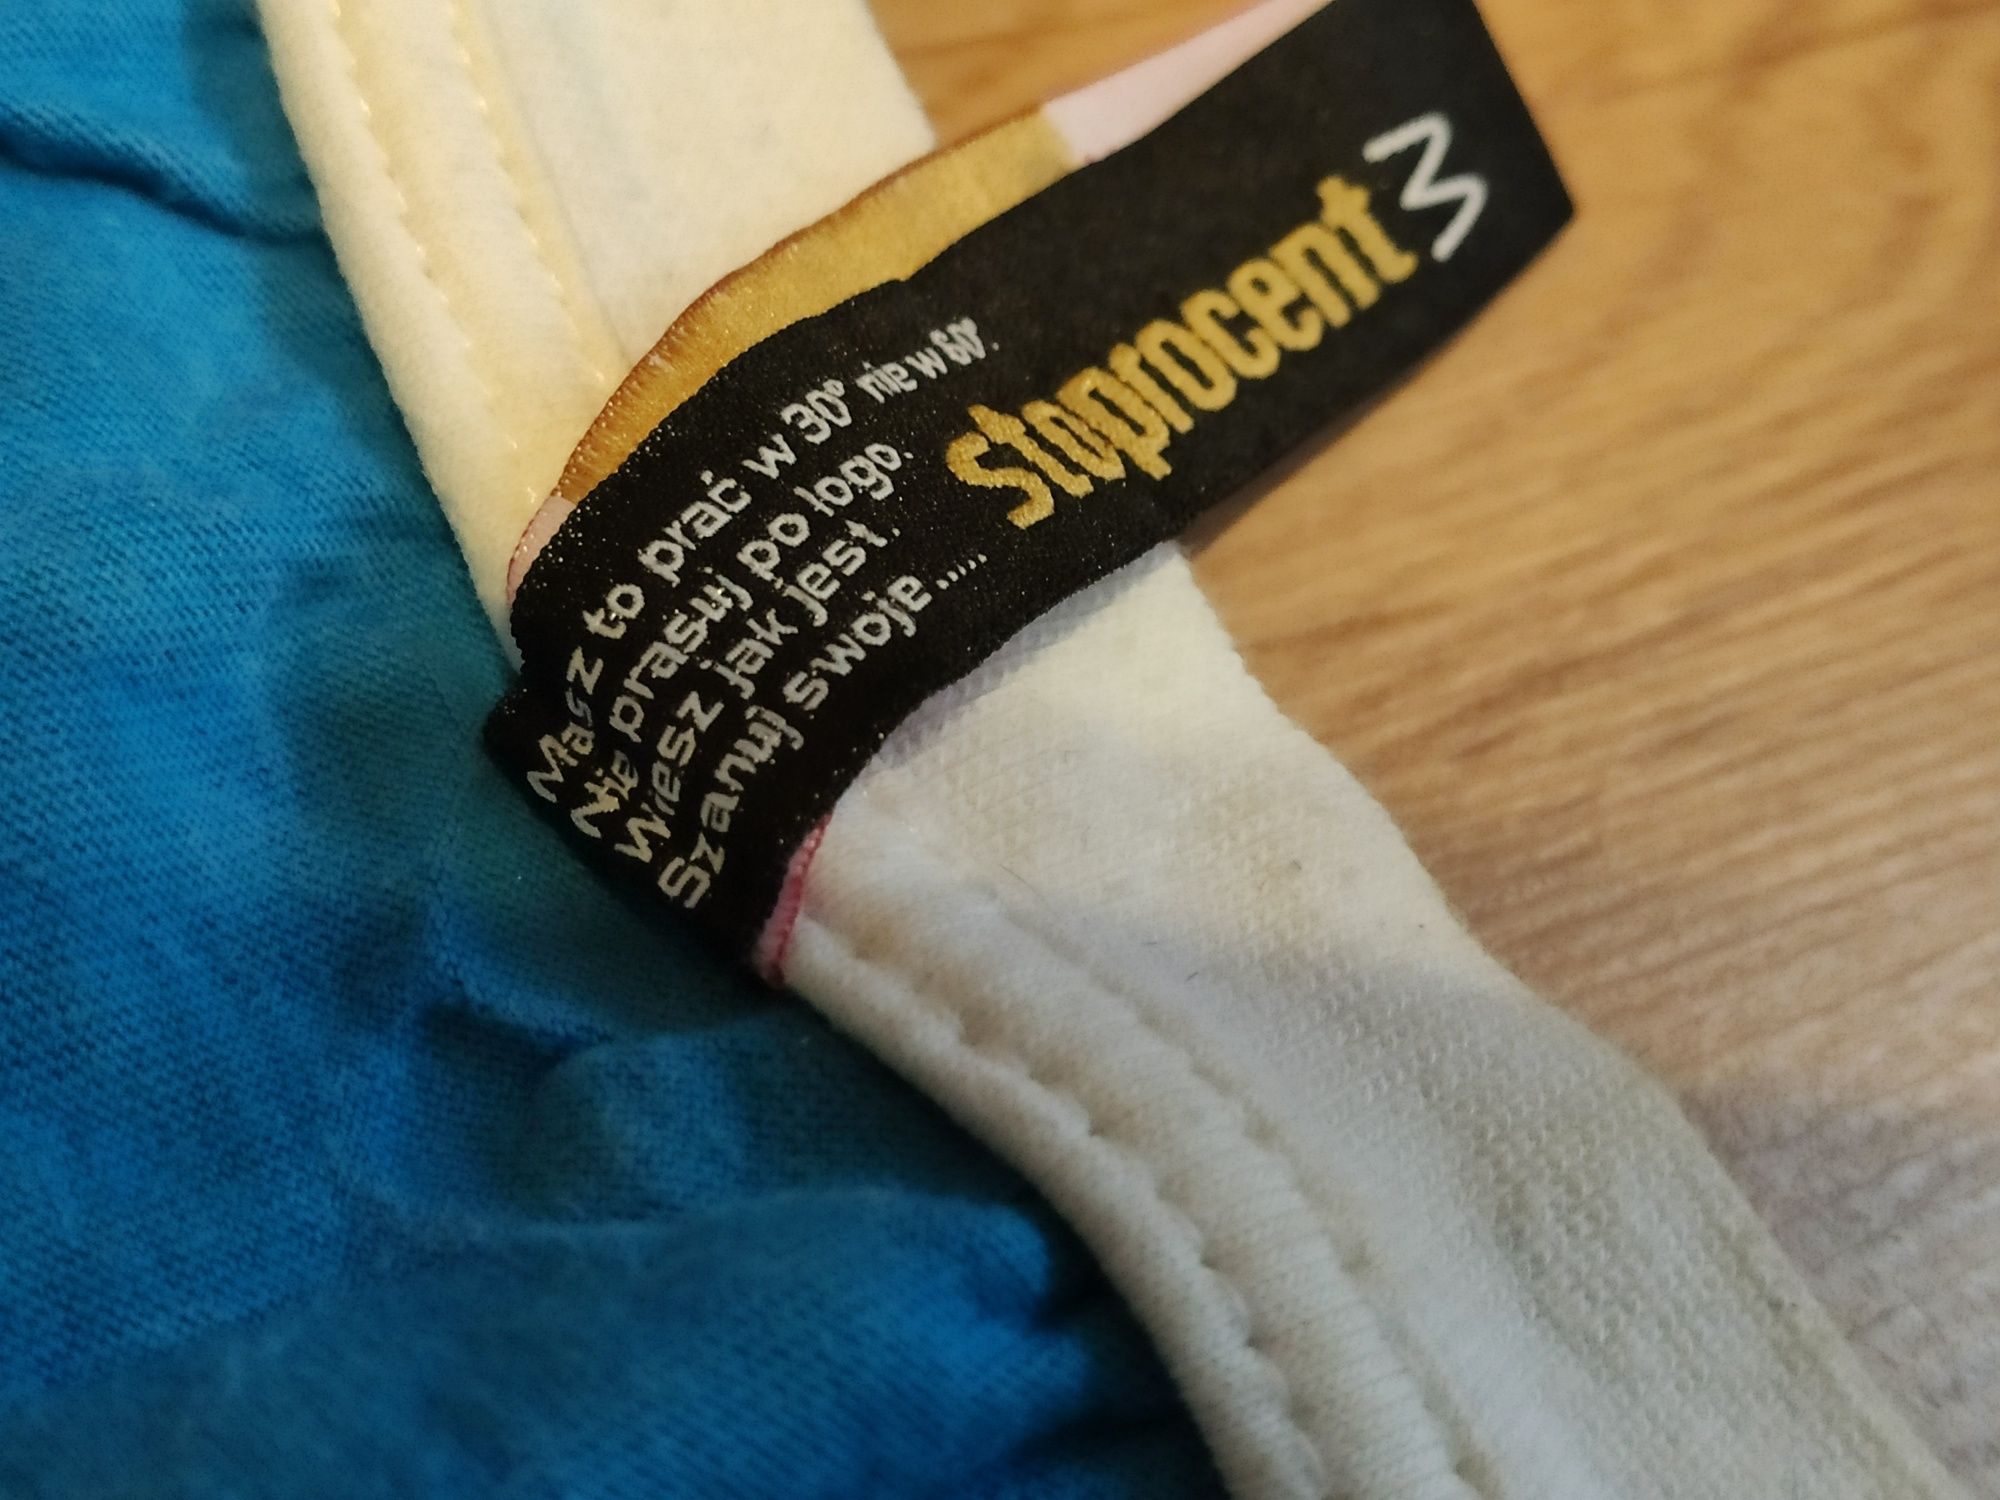 Masz to prać w 30° nie w 60°.
Nie prasuj po logo.
Wiesz jak jest.
Szanuj swoje.....
stoprocent
M